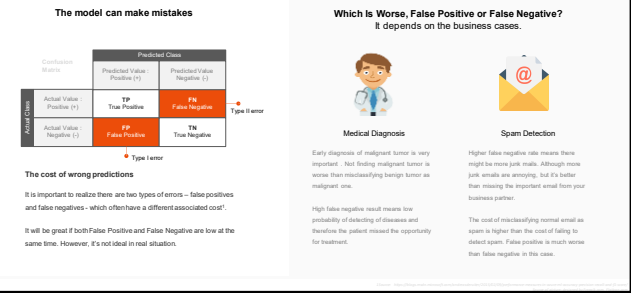 The model can make mistakes
Confusion
Matrix
Predicted Class
Predicted Value :
Positive (+)
Predicted Value :
Negative (-)
Actual Class
Actual Value :
Positive (+)
TP
True Positive
FN
False Negative
Type II error
Actual Value :
Negative (-)
FP
False Positive
TN
True Negative
Type I error
The cost of wrong predictions
It is important to realize there are two types of errors – false positives
and false negatives - which often have a different associated cost¹.
It will be great if both False Positive and False Negative are low at the
same time. However, it's not ideal in real situation.
Which Is Worse, False Positive or False Negative?
It depends on the business cases.
Medical Diagnosis
Early diagnosis of malignant tumor is very
important . Not finding malignant tumor is
worse than misclassifying benign tumor as
malignant one.
High false negative result means low
probability of detecting of diseases and
therefore the patient missed the opportunity
for treatment.
@
Spam Detection
Higher false negative rate means there
might be more junk mails. Although more
junk emails are annoying, but it's better
than missing the important email from your
business partner.
The cost of misclassifying normal email as
spam is higher than the cost of failing to
detect spam. False positive is much worse
than false negative in this case.